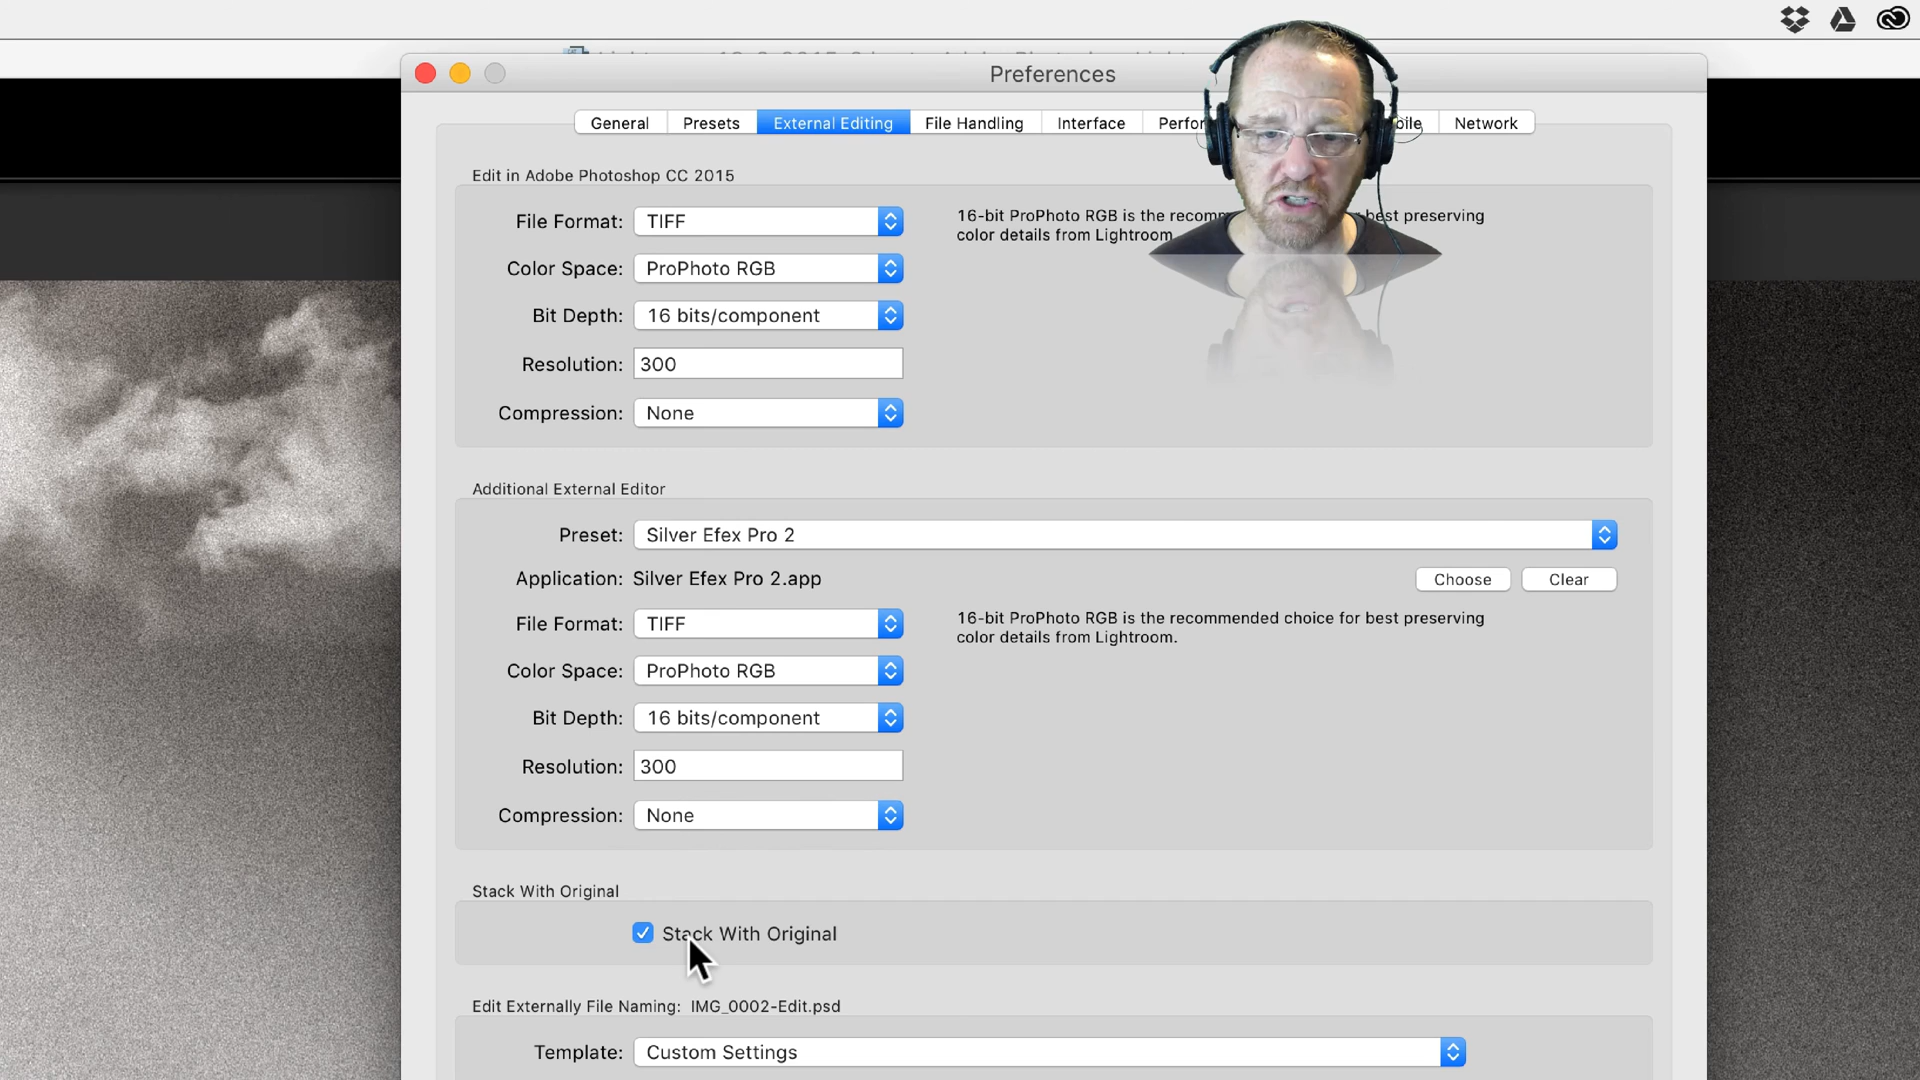 Preferences
General Presets External Editing File Handling Interface Network
Edit in Adobe Photoshop CC 2015
File Format: TIFF
16-bit ProPhoto RGB is the best preserving
color details from Lightroom
Color Space: ProPhoto RGB
Bit Depth: 16 bits/component
Resolution: 300
Compression: None
Additional External Editor
Preset: Silver Efex Pro 2
Application: Silver Efex Pro 2.app
Choose Clear
File Format: TIFF
16-bit ProPhoto RGB is the recommended choice for best preserving
color details from Lightroom.
Color Space: ProPhoto RGB
Bit Depth: 16 bits/component
Resolution: 300
Compression: None
Stack With Original
Stack With Original
Edit Externally File Naming: IMG_0002-Edit.psd
Template: Custom Settings